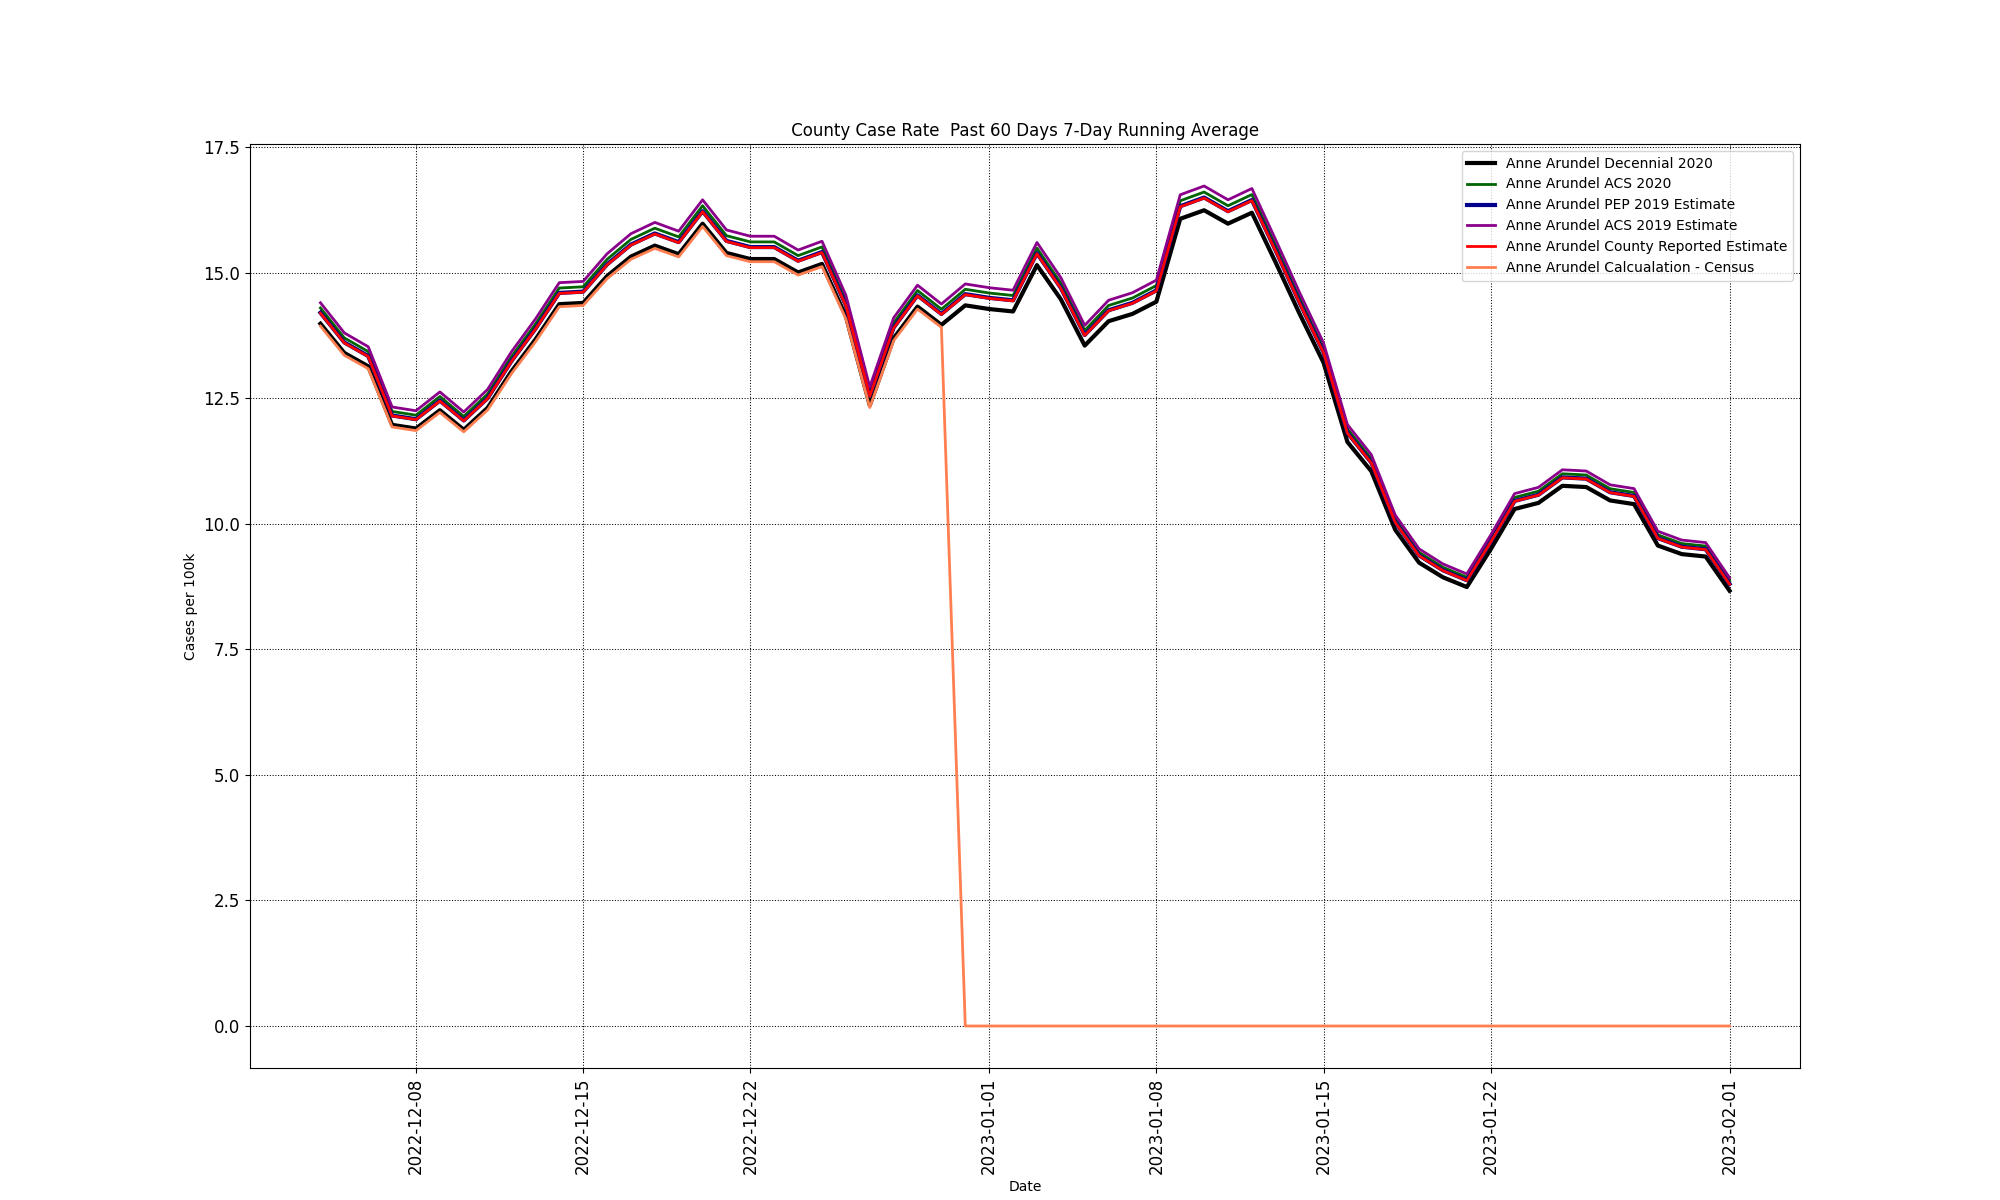 County Case Rate  Past 60 Days 7-Day Running Average
Anne Arundel Decennial 2020
Anne Arundel ACS 2020
Anne Arundel PEP 2019 Estimate
Anne Arundel ACS 2019 Estimate
Anne Arundel County Reported Estimate
Anne Arundel Calcualation - Census
Cases per 100k
17.5
15.0
12.5
10.0
7.5
5.0
2.5
0.0
2022-12-08
2022-12-15
2022-12-22
2023-01-01
2023-01-08
2023-01-15
2023-01-22
2023-02-01
Date